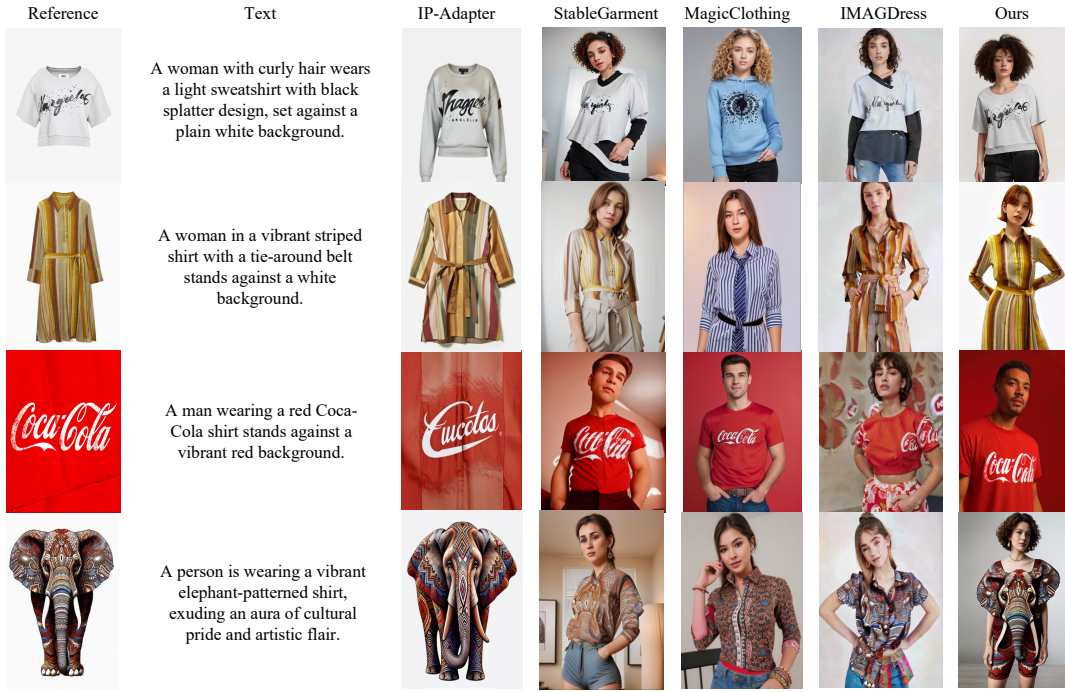 Reference
Text
IP-Adapter
StableGarment
MagicClothing
IMAGDress
Ours
A woman with curly hair wears
a light sweatshirt with black
splatter design, set against a
plain white background.
A woman in a vibrant striped
shirt with a tie-around belt
stands against a white
background.
Coca-Cola
A man wearing a red Coca-
Cola shirt stands against a
vibrant red background.
Coca-Cola
Coca-Cola
A person is wearing a vibrant
elephant-patterned shirt,
exuding an aura of cultural
pride and artistic flair.